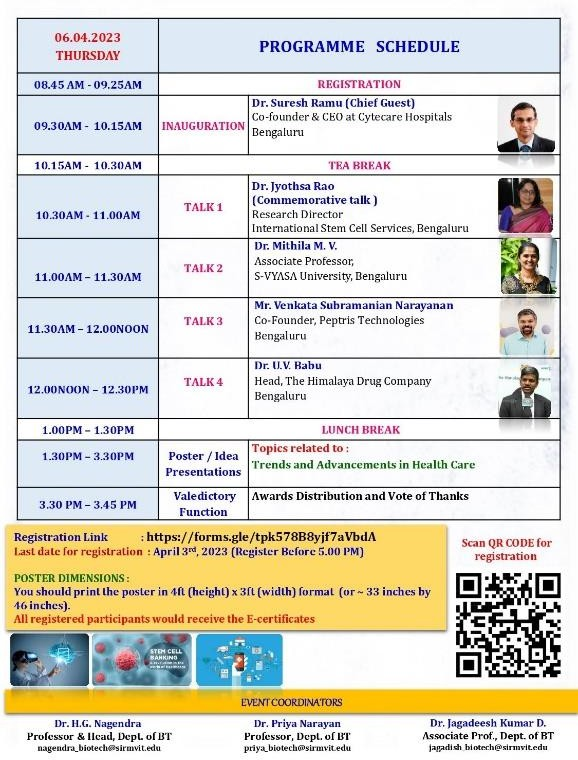 06.04.2023
THURSDAY
PROGRAMME SCHEDULE
08.45 AM - 09.25AM
REGISTRATION
09.30AM - 10.15AM
INAUGURATION
Dr. Suresh Ramu (Chief Guest)
Co-founder & CEO at Cytecare Hospitals
Bengaluru
10.15AM - 10.30AM
TEA BREAK
10.30AM - 11.00AM
TALK 1
Dr. Jyothsa Rao
(Commemorative talk )
Research Director
International Stem Cell Services, Bengaluru
11.00AM – 11.30AM
TALK 2
Dr. Mithila M. V.
Associate Professor,
S-VYASA University, Bengaluru
11.30AM – 12.00NOON
TALK 3
Mr. Venkata Subramanian Narayanan
Co-Founder, Peptris Technologies
Bengaluru
12.00NOON – 12.30PM
TALK 4
Dr. U.V. Babu
Head, The Himalaya Drug Company
Bengaluru
1.00PM – 1.30PM
LUNCH BREAK
1.30PM – 3.30PM
Poster / Idea
Presentations
Topics related to :
Trends and Advancements in Health Care
3.30 PM – 3.45 PM
Valedictory
Function
Awards Distribution and Vote of Thanks
Registration Link : https://forms.gle/tpk578B8yjf7aVbdA
Last date for registration : April 3rd, 2023 (Register Before 5.00 PM)
POSTER DIMENSIONS :
You should print the poster in 4ft (height) x 3ft (width) format (or ~ 33 inches by
46 inches).
All registered participants would receive the E-certificates
Scan QR CODE for
registration
STEM CELL
BANKING
EVENT COORDINATORS
Dr. H.G. Nagendra
Professor & Head, Dept. of BT
nagendra_biotech@sirmvit.edu
Dr. Priya Narayan
Professor, Dept. of BT
priya_biotech@sirmvit.edu
Dr. Jagadeesh Kumar D.
Associate Prof., Dept. of BT
jagadish_biotech@sirmvit.edu